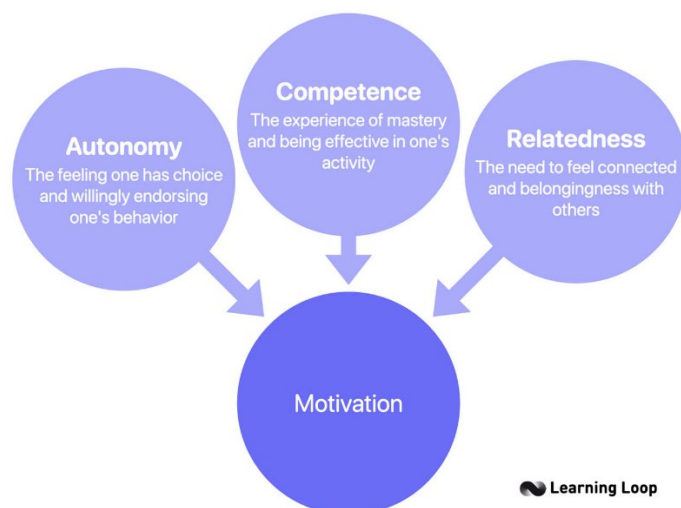 Autonomy
The feeling one has choice
and willingly endorsing
one's behavior
Competence
The experience of mastery
and being effective in one's
activity
Relatedness
The need to feel connected
and belongingness with
others
Motivation
Learning Loop